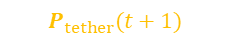 P_tether(t + 1)